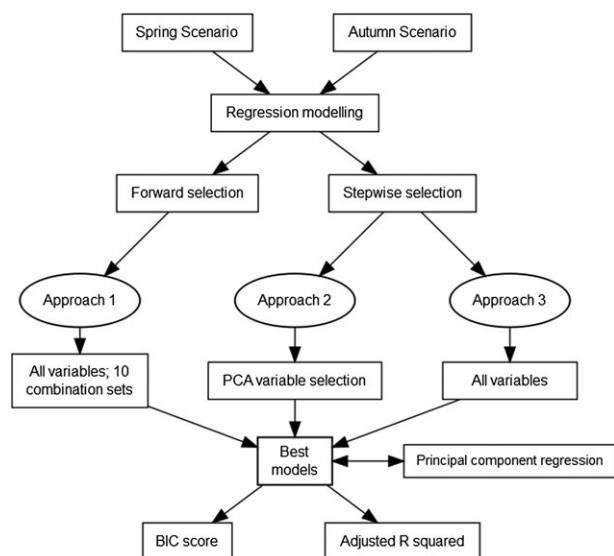 Spring Scenario
Autumn Scenario
Regression modelling
Forward selection
Stepwise selection
Approach 1
Approach 2
Approach 3
All variables; 10
combination sets
PCA variable selection
All variables
Best
models
Principal component regression
BIC score
Adjusted R squared